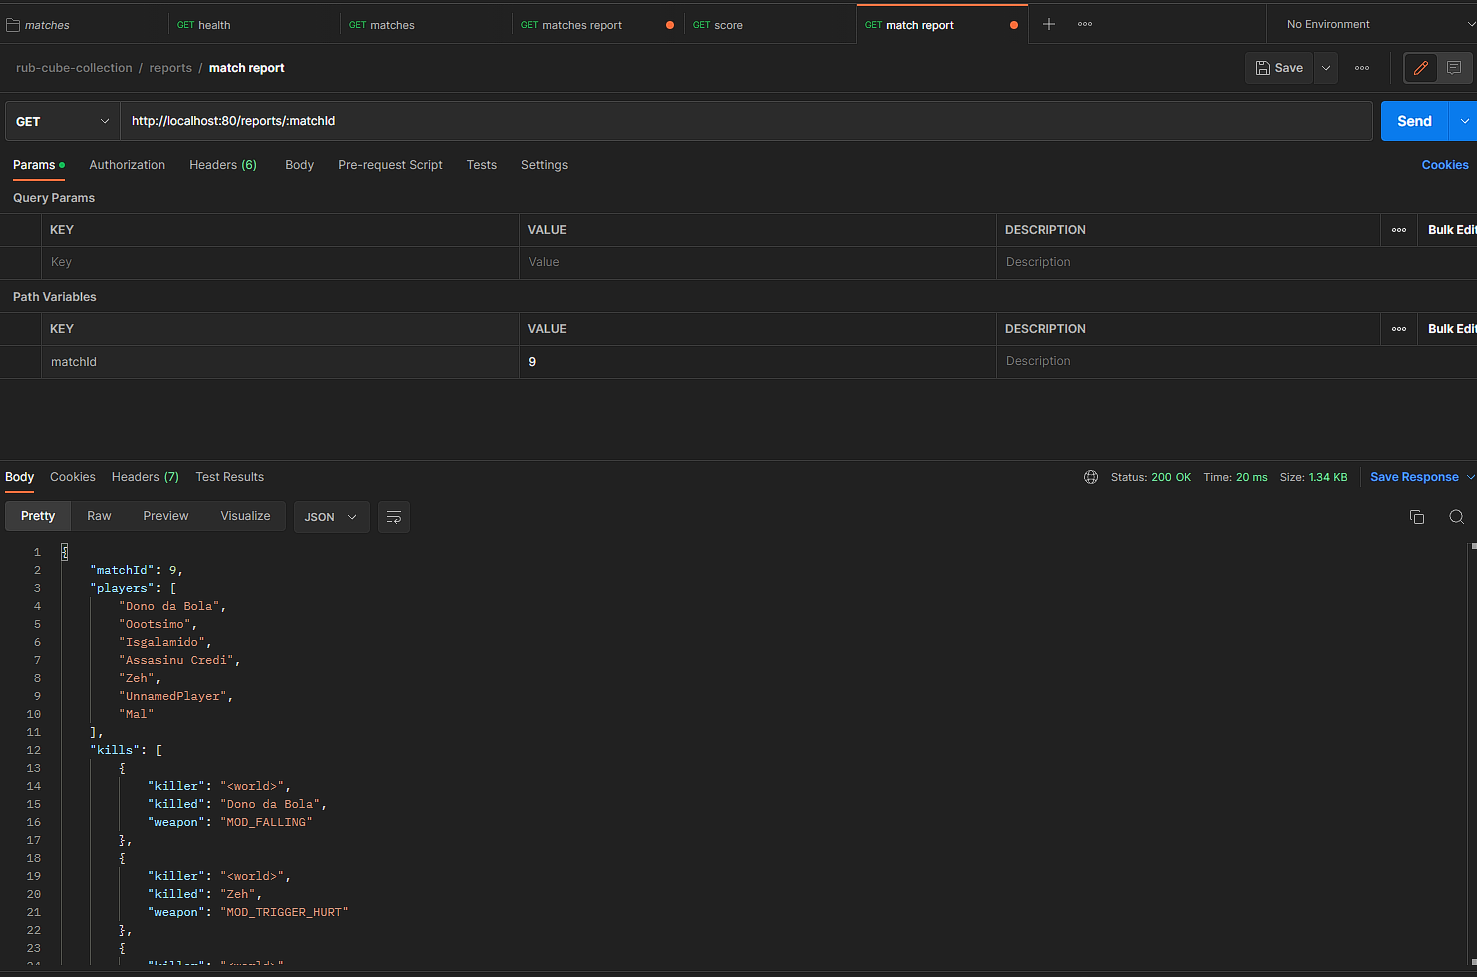 matches GET health GET matches GET matches report GET score GET match report No Environment
rub-cube-collection / reports / match report Save
GET http://localhost:80/reports/:matchId Send
Params Authorization Headers (6) Body Pre-request Script Tests Settings Cookies
Query Params
KEY VALUE DESCRIPTION Bulk Edit
Key Value Description
Path Variables
KEY VALUE DESCRIPTION Bulk Edit
matchId 9 Description
Body Cookies Headers (7) Test Results Status: 200 OK Time: 20 ms Size: 1.34 KB Save Response
Pretty Raw Preview Visualize JSON
1 {
2 "matchId": 9,
3 "players": [
4 "Dono da Bola",
5 "Oootsimo",
6 "Isgalamido",
7 "Assasinu Credi",
8 "Zeh",
9 "UnnamedPlayer",
10 "Mal"
11 ],
12 "kills": [
13 {
14 "killer": "<world>",
15 "killed": "Dono da Bola",
16 "weapon": "MOD_FALLING"
17 },
18 {
19 "killer": "<world>",
20 "killed": "Zeh",
21 "weapon": "MOD_TRIGGER_HURT"
22 },
23 {
24 "killer": "<world>"